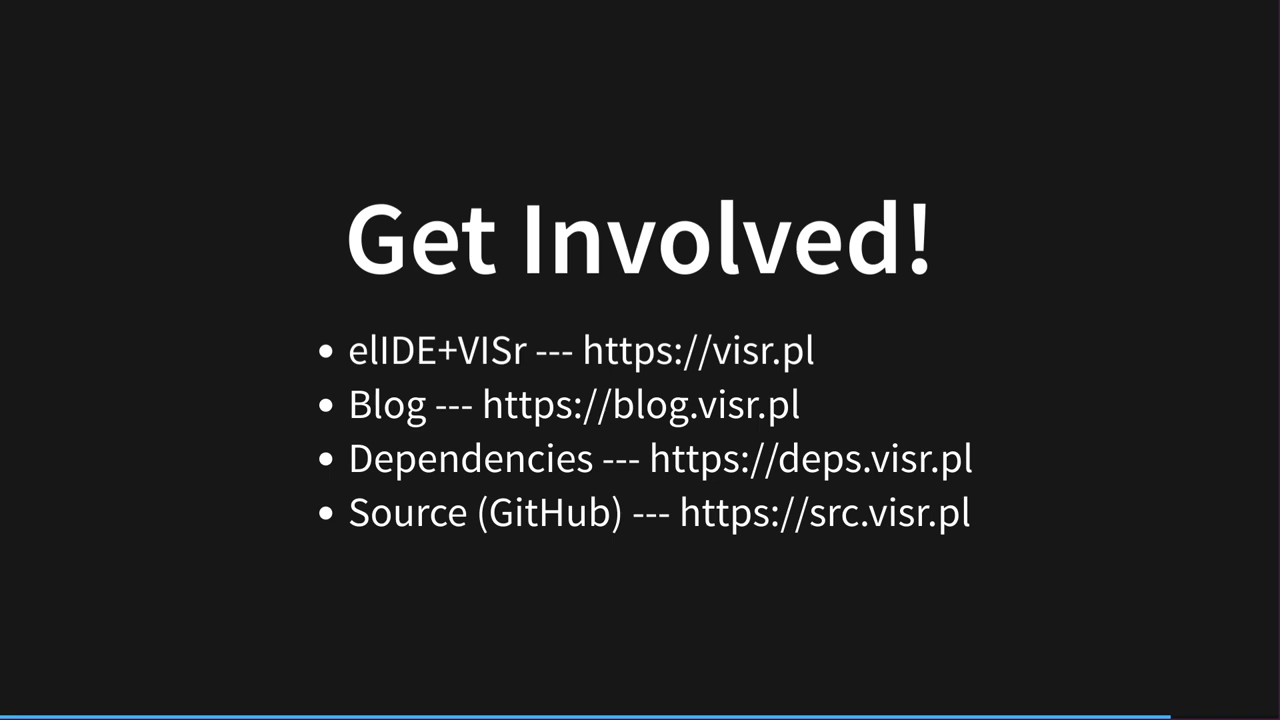 Get Involved!
• elIDE+VISr --- https://visr.pl
• Blog --- https://blog.visr.pl
• Dependencies --- https://deps.visr.pl
• Source (GitHub) --- https://src.visr.pl